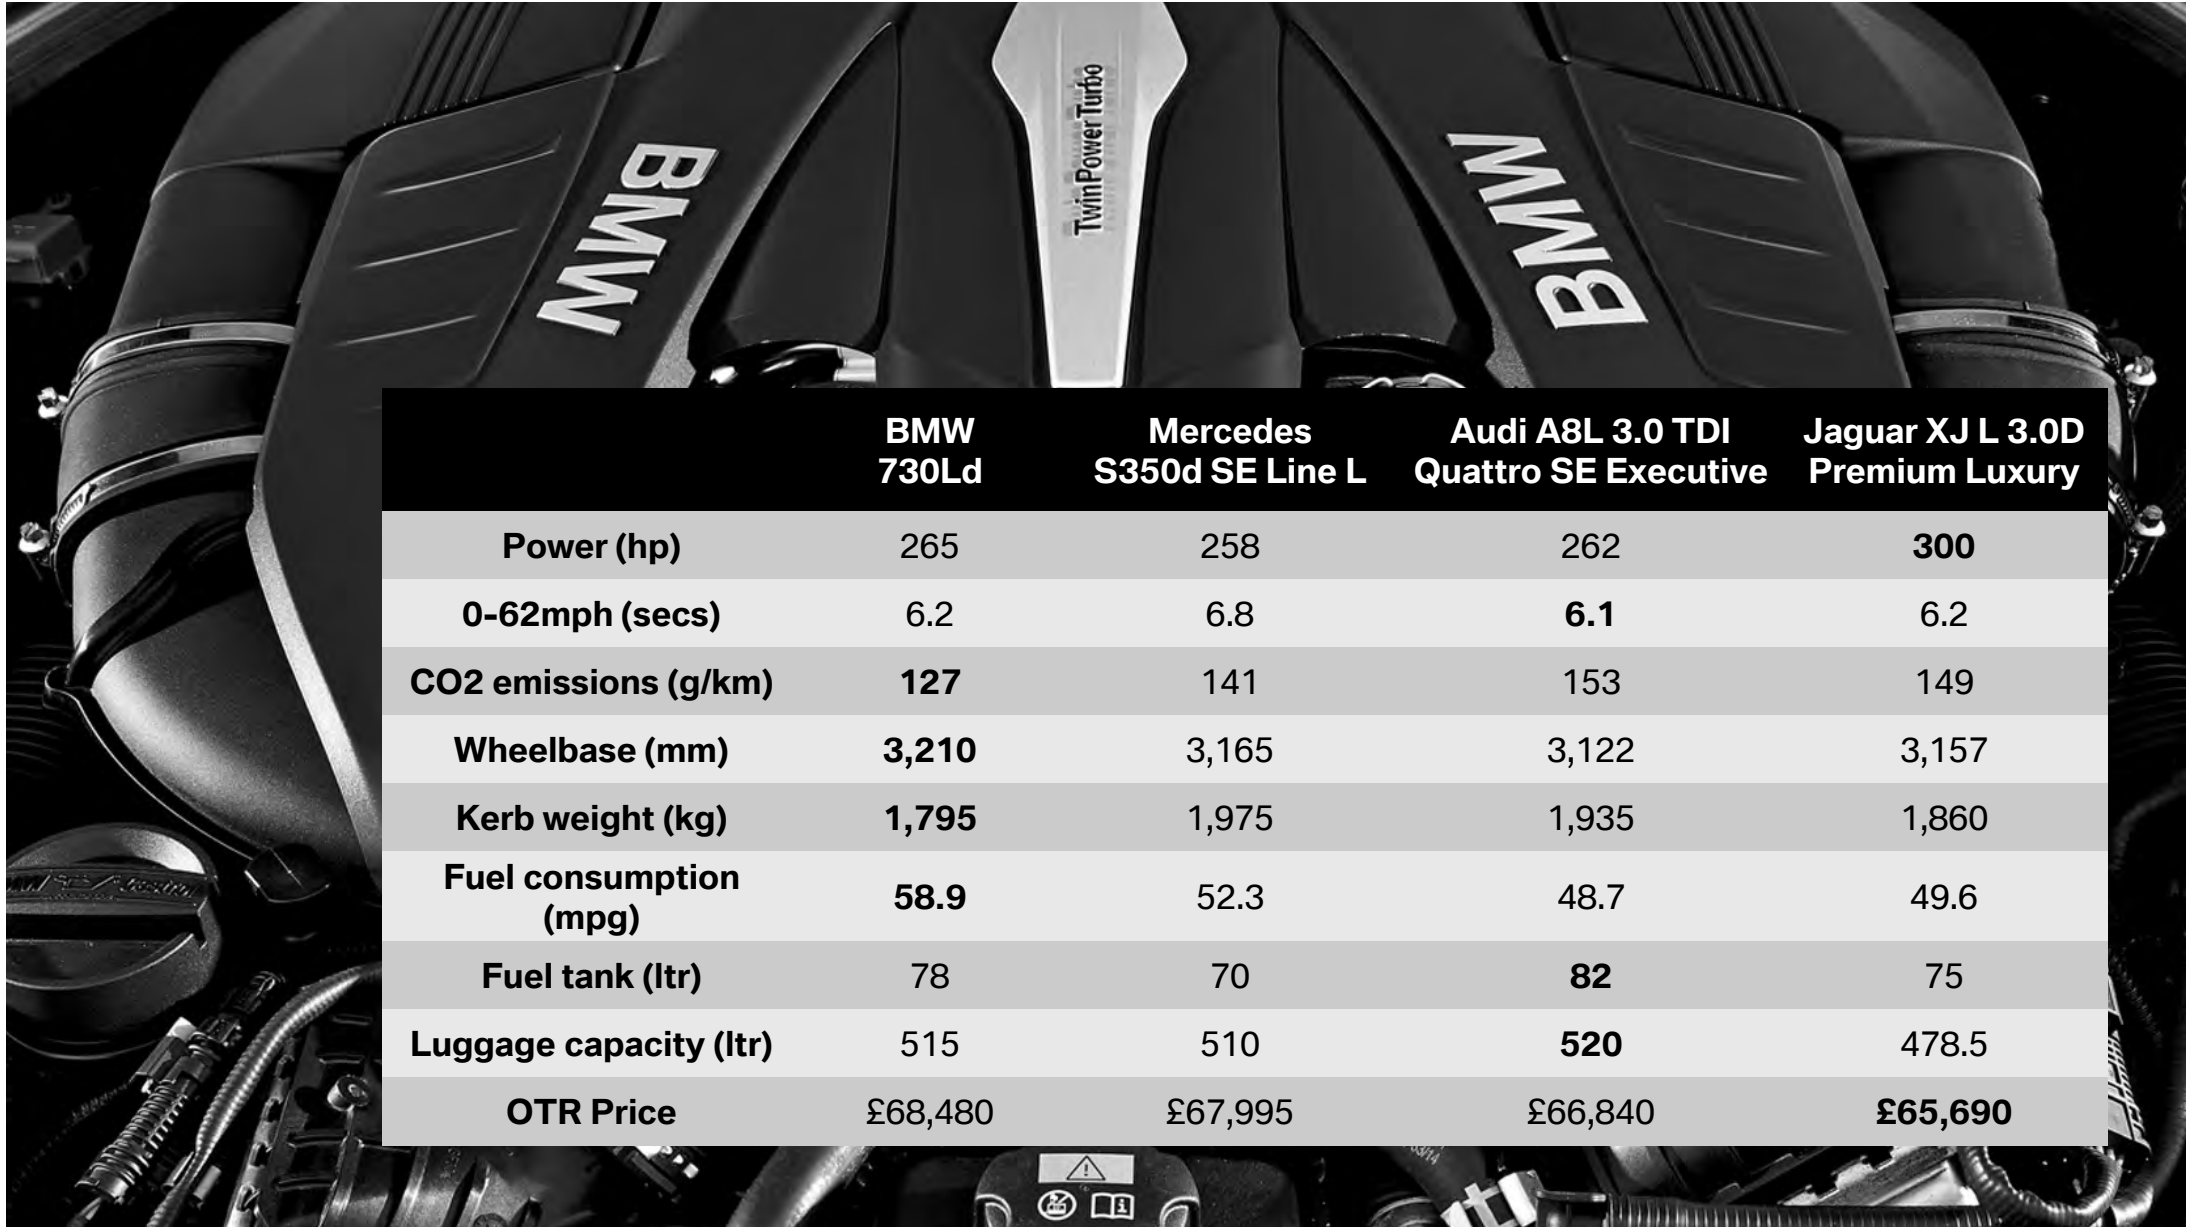 BMW
TwinPowerTurbo
BMW
BMW 730Ld
Mercedes S350d SE Line L
Audi A8L 3.0 TDI Quattro SE Executive
Jaguar XJ L 3.0D Premium Luxury
Power (hp) 265 258 262 300
0-62mph (secs) 6.2 6.8 6.1 6.2
CO2 emissions (g/km) 127 141 153 149
Wheelbase (mm) 3,210 3,165 3,122 3,157
Kerb weight (kg) 1,795 1,975 1,935 1,860
Fuel consumption (mpg) 58.9 52.3 48.7 49.6
Fuel tank (ltr) 78 70 82 75
Luggage capacity (ltr) 515 510 520 478.5
OTR Price £68,480 £67,995 £66,840 £65,690